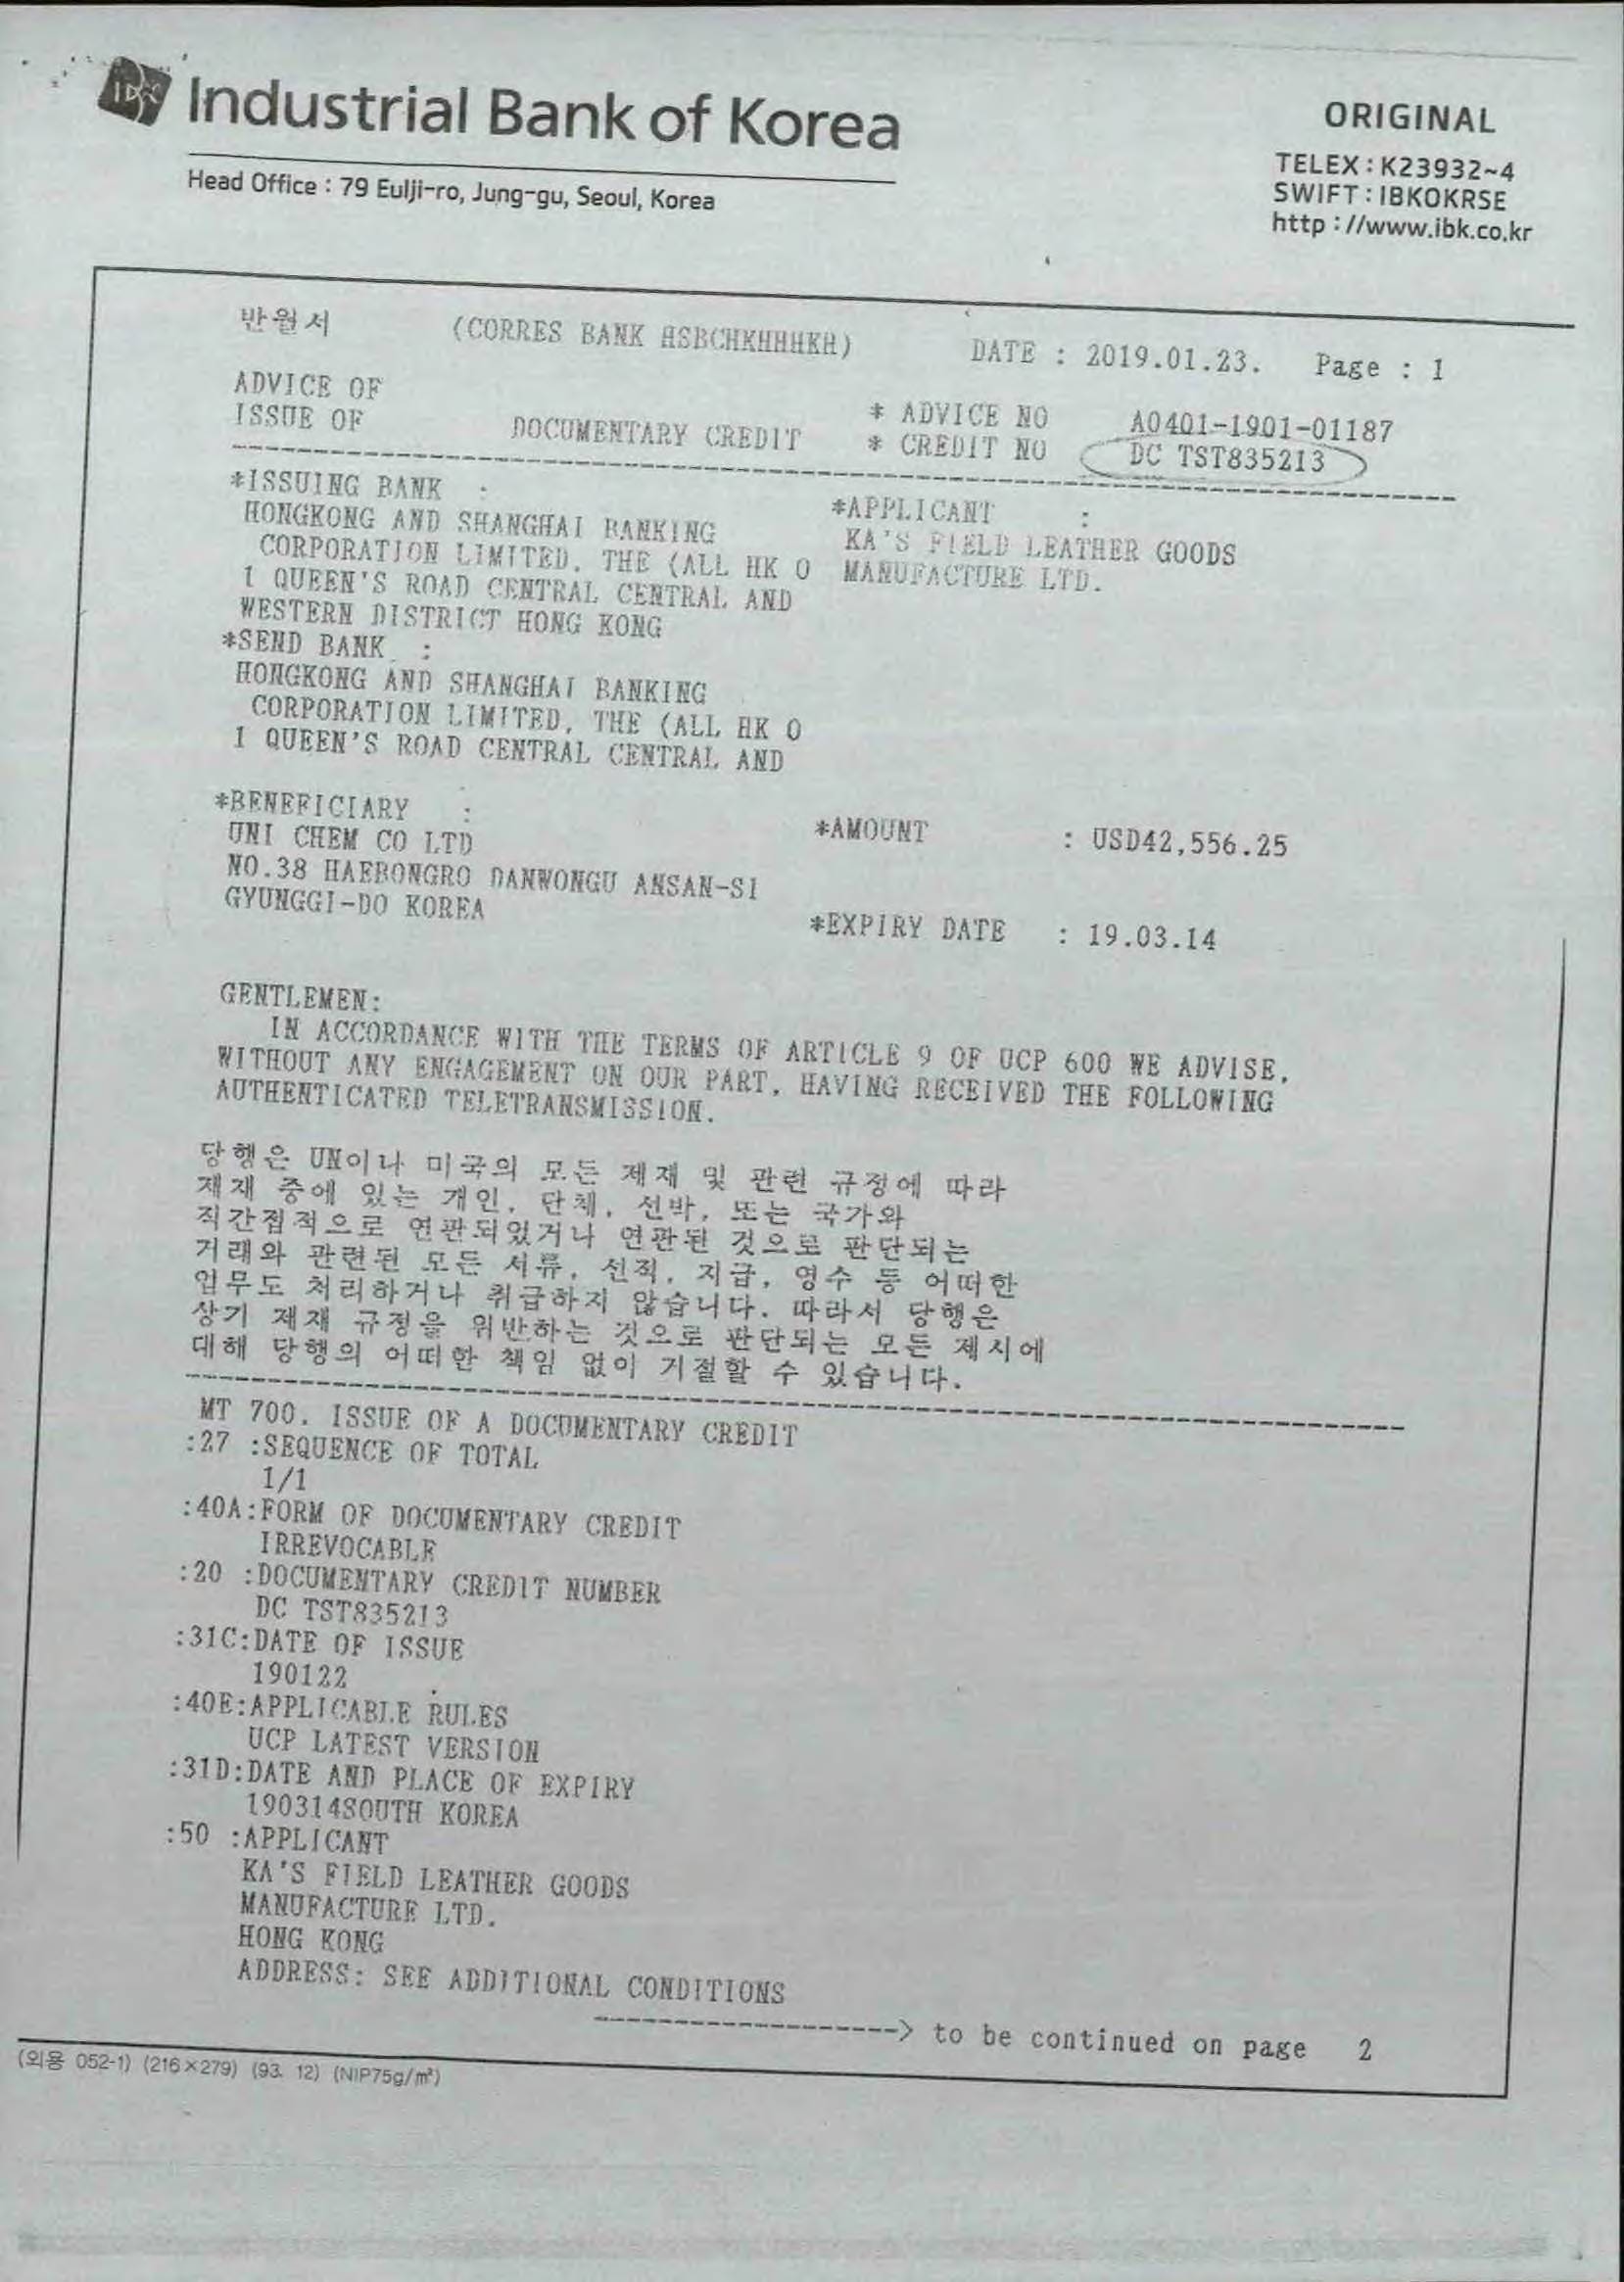 IBK Industrial Bank of Korea
Head Office : 79 Eulji-ro, Jung-gu, Seoul, Korea
ORIGINAL
TELEX : K23932~4
SWIFT : IBKOKRSE
http : //www.ibk.co.kr
반월서 (CORRES BANK HSBCHKHHHKH) DATE : 2019.01.23. Page : 1
ADVICE OF
ISSUE OF DOCUMENTARY CREDIT
* ADVICE NO A0401-1901-01187
* CREDIT NO DC TST835213
*ISSUING BANK :
HONGKONG AND SHANGHAI BANKING
CORPORATION LIMITED, THE (ALL HK O
1 QUEEN'S ROAD CENTRAL CENTRAL AND
WESTERN DISTRICT HONG KONG
*APPLICANT :
KA'S FIELD LEATHER GOODS
MANUFACTURE LTD.
*SEND BANK :
HONGKONG AND SHANGHAI BANKING
CORPORATION LIMITED, THE (ALL HK O
1 QUEEN'S ROAD CENTRAL CENTRAL AND
*BENEFICIARY :
UNI CHEM CO LTD
NO.38 HAEBONGRO DANWONGU ANSAN-SI
GYUNGGI-DO KOREA
*AMOUNT : USD42,556.25
*EXPIRY DATE : 19.03.14
GENTLEMEN:
IN ACCORDANCE WITH THE TERMS OF ARTICLE 9 OF UCP 600 WE ADVISE,
WITHOUT ANY ENGAGEMENT ON OUR PART, HAVING RECEIVED THE FOLLOWING
AUTHENTICATED TELETRANSMISSION.
당행은 UN이나 미국의 모든 제재 및 관련 규정에 따라
제재 중에 있는 개인, 단체, 선박, 또는 국가와
직간접적으로 연관되었거나 연관된 것으로 판단되는
거래와 관련된 모든 서류, 선적, 지급, 영수 등 어떠한
업무도 처리하거나 취급하지 않습니다. 따라서 당행은
상기 제재 규정을 위반하는 것으로 판단되는 모든 제시에
대해 당행의 어떠한 책임 없이 거절할 수 있습니다.
MT 700. ISSUE OF A DOCUMENTARY CREDIT
:27 :SEQUENCE OF TOTAL
1/1
:40A:FORM OF DOCUMENTARY CREDIT
IRREVOCABLE
:20 :DOCUMENTARY CREDIT NUMBER
DC TST835213
:31C:DATE OF ISSUE
190122
:40E:APPLICABLE RULES
UCP LATEST VERSION
:31D:DATE AND PLACE OF EXPIRY
190314SOUTH KOREA
:50 :APPLICANT
KA'S FIELD LEATHER GOODS
MANUFACTURE LTD.
HONG KONG
ADDRESS: SEE ADDITIONAL CONDITIONS
-------------------> to be continued on page 2
(외용 052-1) (216×279) (93. 12) (NIP75g/m²)